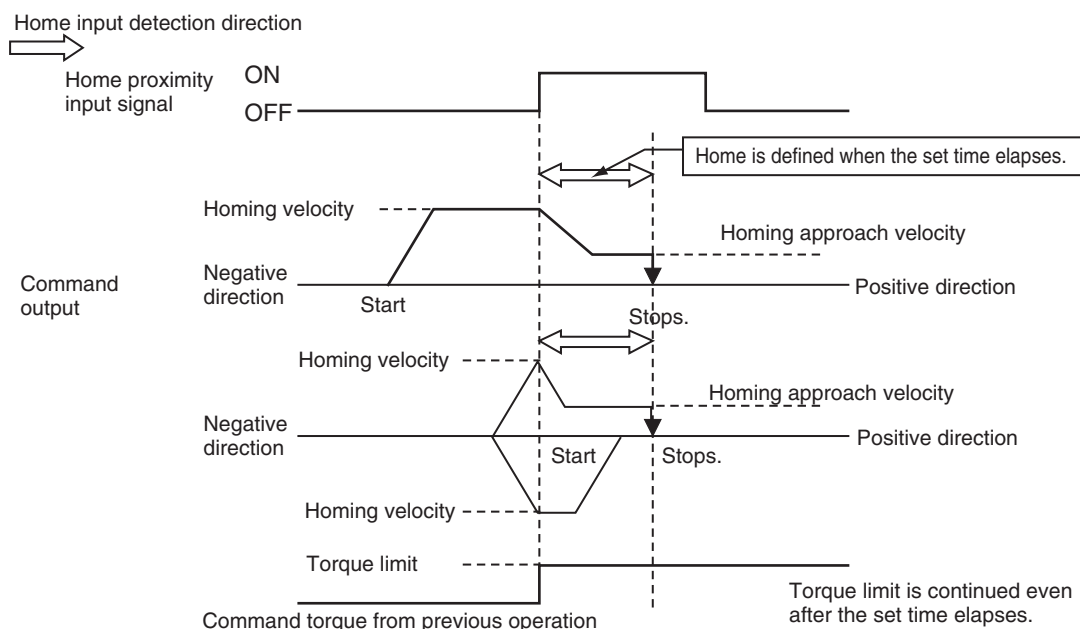 Home input detection direction
Home proximity
input signal
ON
OFF
Home is defined when the set time elapses.
Homing velocity
Homing approach velocity
Command
output
Negative
direction
Start
Positive direction
Stops.
Homing velocity
Homing approach velocity
Negative
direction
Start
Stops.
Positive direction
Homing velocity
Torque limit
Command torque from previous operation
Torque limit is continued even
after the set time elapses.